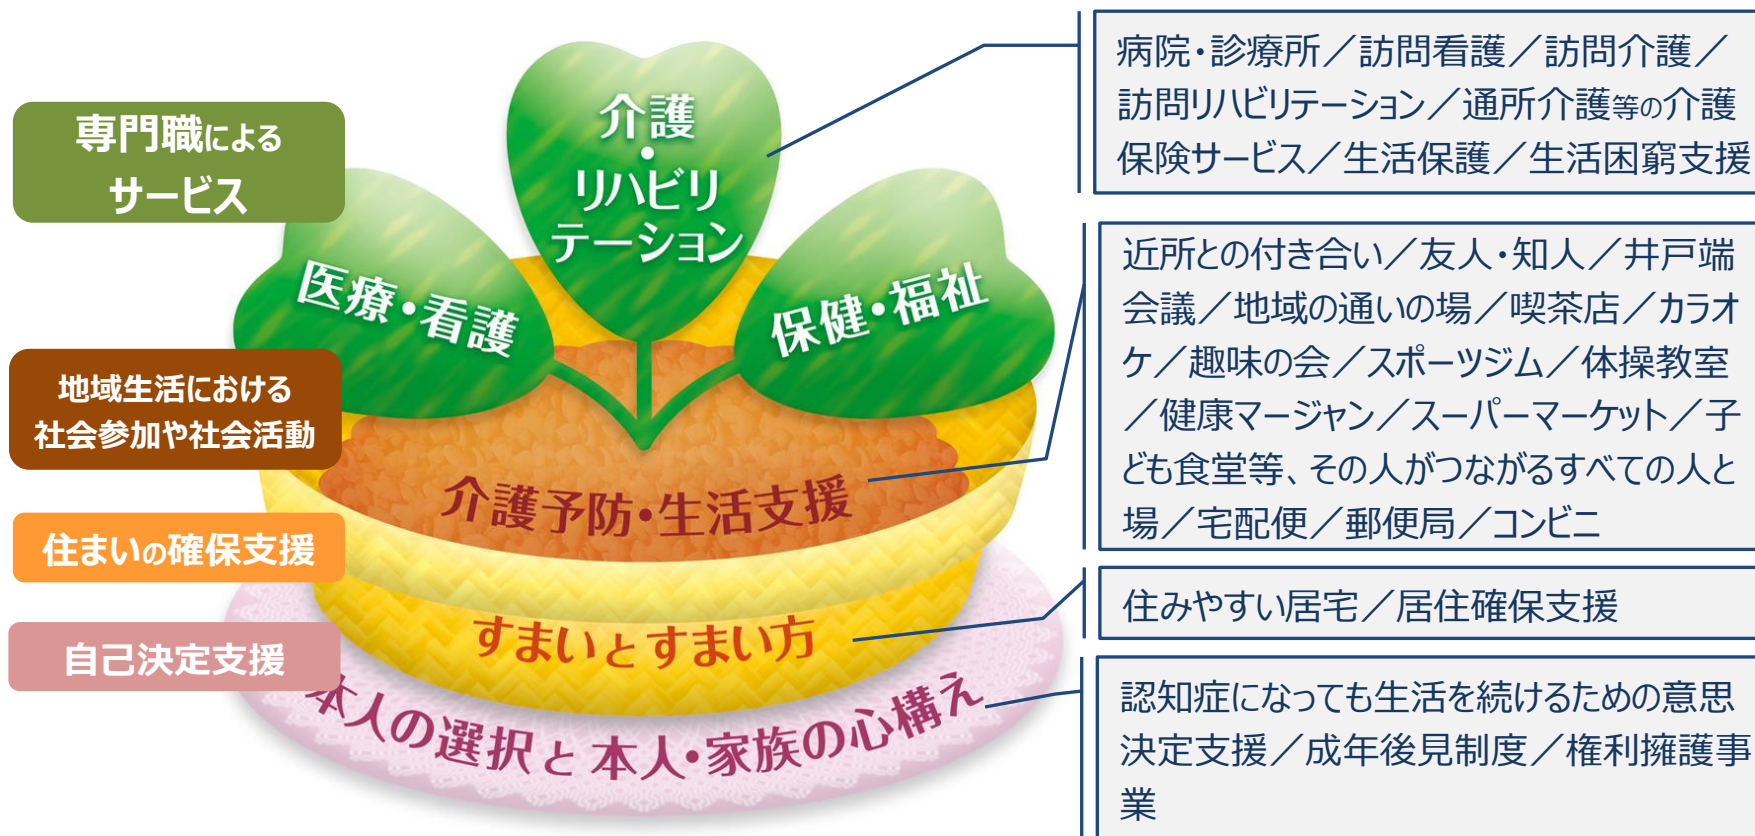 専門職による
サービス
地域生活における
社会参加や社会活動
住まいの確保支援
自己決定支援
介護
・
リハビリ
テーション
医療・看護
保健・福祉
介護予防・生活支援
すまいとすまい方
本人の選択と本人・家族の心構え
病院・診療所／訪問看護／訪問介護／
訪問リハビリテーション／通所介護等の介護
保険サービス／生活保護／生活困窮支援
近所との付き合い／友人・知人／井戸端
会議／地域の通いの場／喫茶店／カラオ
ケ／趣味の会／スポーツジム／体操教室
／健康マージャン／スーパーマーケット／子
ども食堂等、その人がつながるすべての人と
場／宅配便／郵便局／コンビニ
住みやすい居宅／居住確保支援
認知症になっても生活を続けるための意思
決定支援／成年後見制度／権利擁護事
業